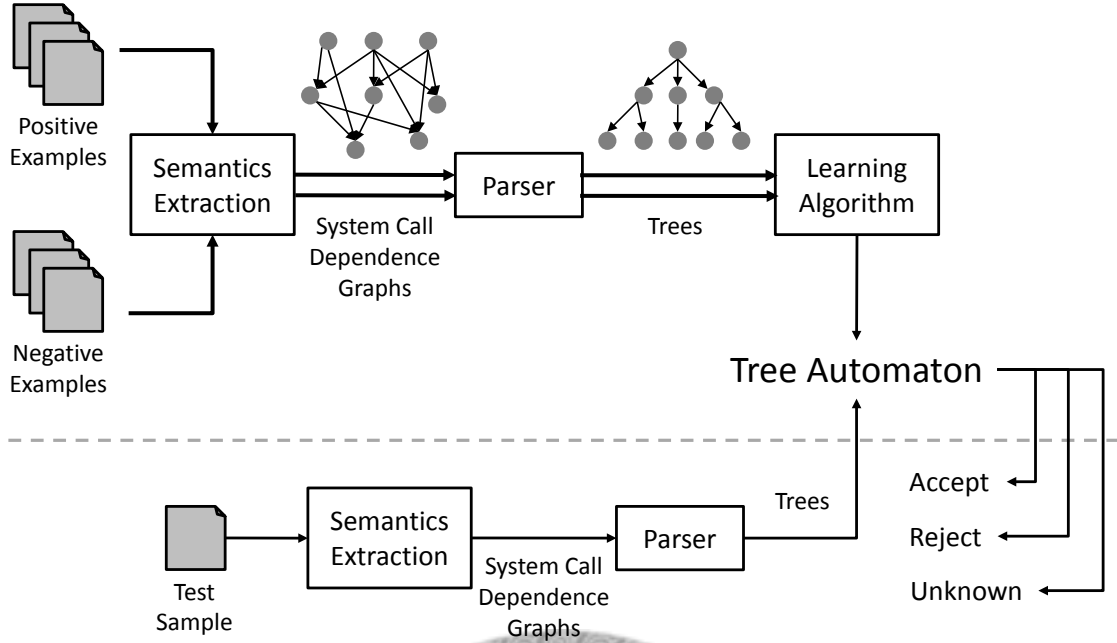 Positive
Examples
Semantics
Extraction
System Call
Dependence
Graphs
Parser
Trees
Learning
Algorithm
Negative
Examples
Tree Automaton
Accept
Reject
Unknown
Test
Sample
Semantics
Extraction
System Call
Dependence
Graphs
Parser
Trees